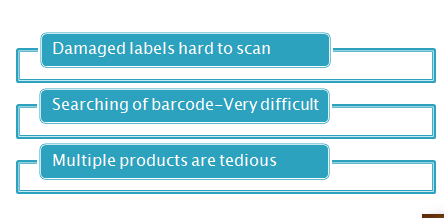 Damaged labels hard to scan
Searching of barcode-Very difficult
Multiple products are tedious